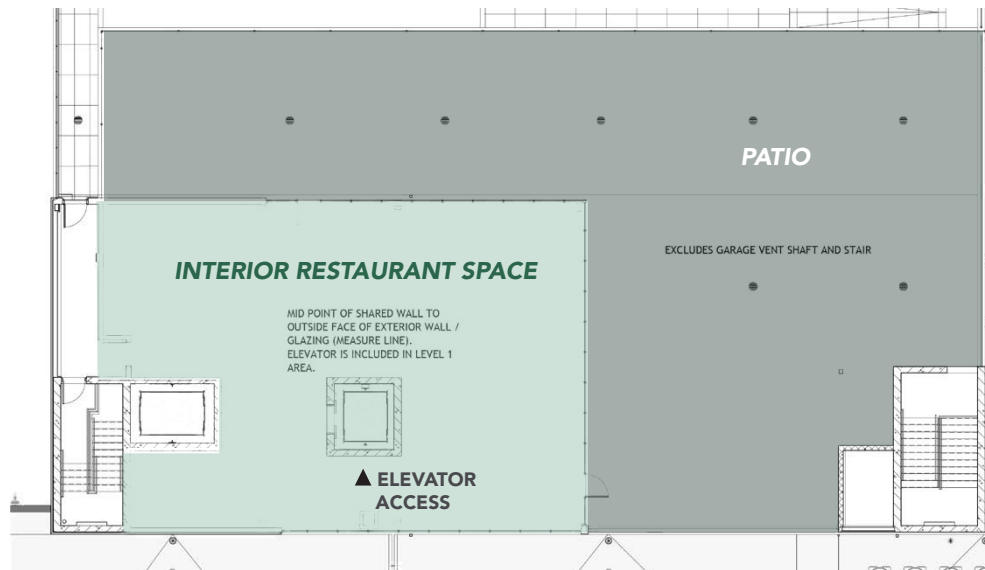 PATIO
EXCLUDES GARAGE VENT SHAFT AND STAIR
INTERIOR RESTAURANT SPACE
MID POINT OF SHARED WALL TO
OUTSIDE FACE OF EXTERIOR WALL /
GLAZING (MEASURE LINE).
ELEVATOR IS INCLUDED IN LEVEL 1
AREA.
▲ ELEVATOR
ACCESS